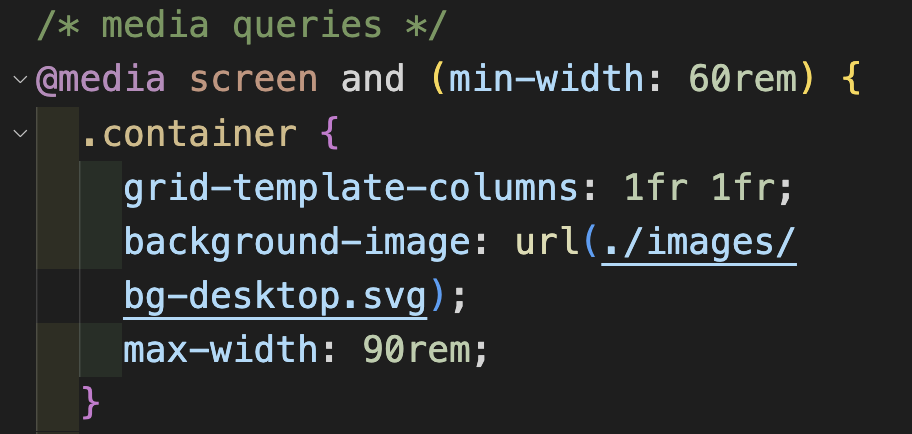 /* media queries */
@media screen and (min-width: 60rem) {
.container {
grid-template-columns: 1fr 1fr;
background-image: url(./images/
bg-desktop.svg);
max-width: 90rem;
}